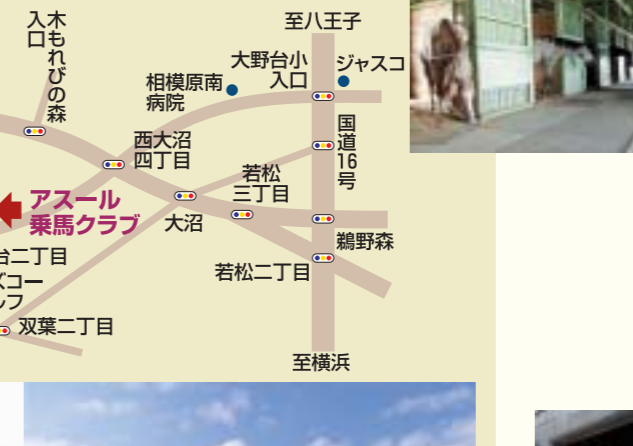 木もれびの森
入口
至八王子
大野台小
入口
ジャスコ
相模原南
病院
国道16号
西大沼
四丁目
若松
三丁目
アスール
乗馬クラブ
大沼
鵜野森
台二丁目
若松二丁目
ズコー
ルフ
双葉二丁目
至横浜